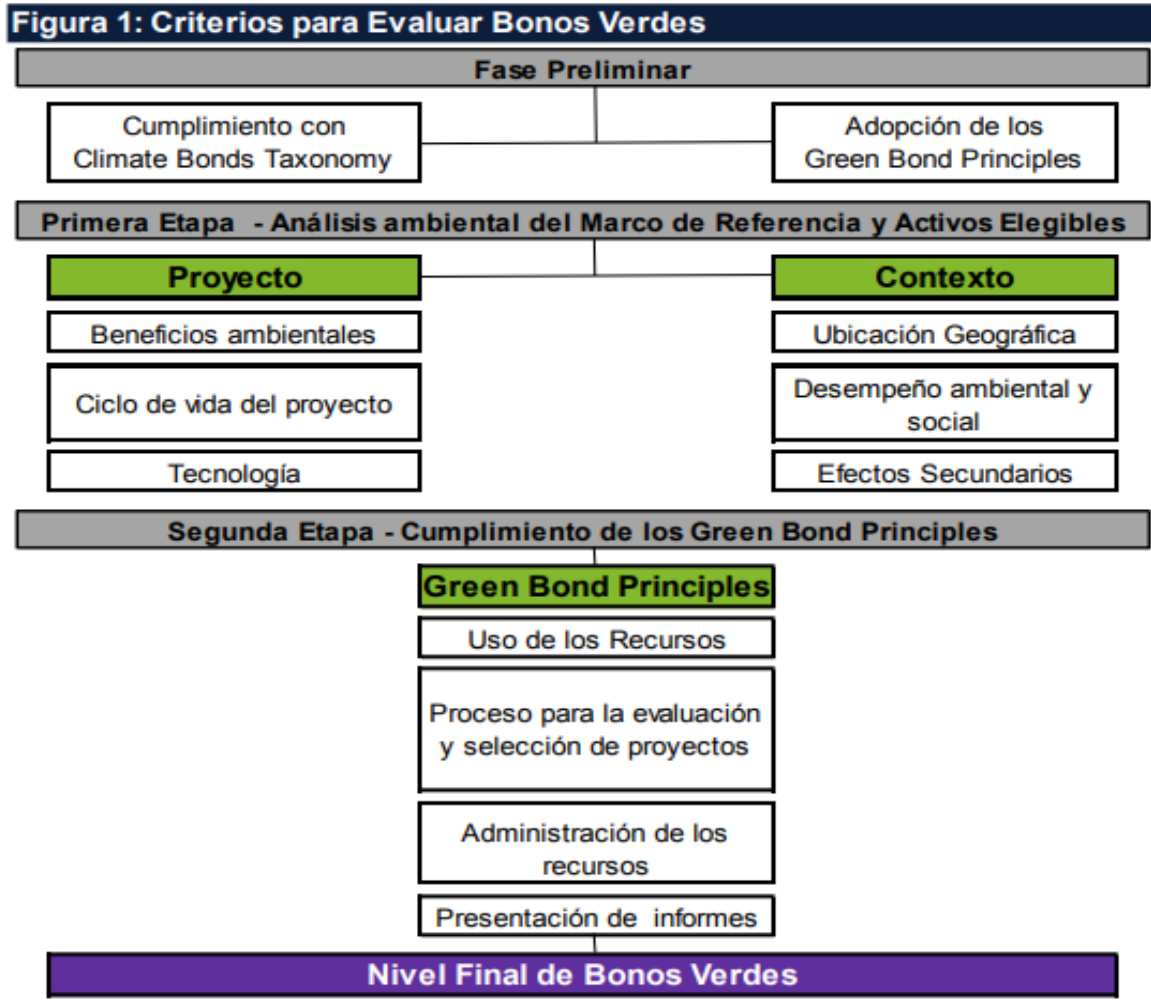 Figura 1: Criterios para Evaluar Bonos Verdes
Fase Preliminar
Cumplimiento con
Climate Bonds Taxonomy
Adopción de los
Green Bond Principles
Primera Etapa - Análisis ambiental del Marco de Referencia y Activos Elegibles
Proyecto
Contexto
Beneficios ambientales
Ubicación Geográfica
Ciclo de vida del proyecto
Desempeño ambiental y
social
Tecnología
Efectos Secundarios
Segunda Etapa - Cumplimiento de los Green Bond Principles
Green Bond Principles
Uso de los Recursos
Proceso para la evaluación
y selección de proyectos
Administración de los
recursos
Presentación de informes
Nivel Final de Bonos Verdes